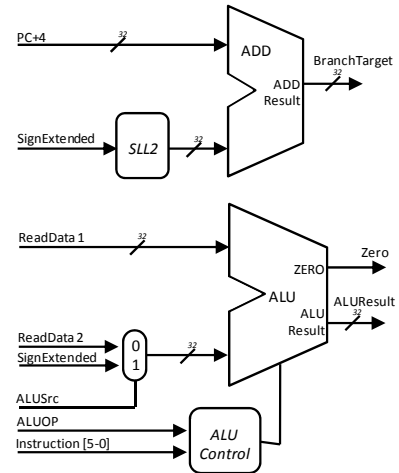 PC+4
32
ADD
BranchTarget
32
ADD
Result
SignExtended
SLL2
32
ReadData 1
32
Zero
ZERO
ALU
ALUResult
32
ALU
Result
ReadData 2
0
32
SignExtended
1
ALUSrc
ALUOP
ALU
Control
Instruction [5-0]